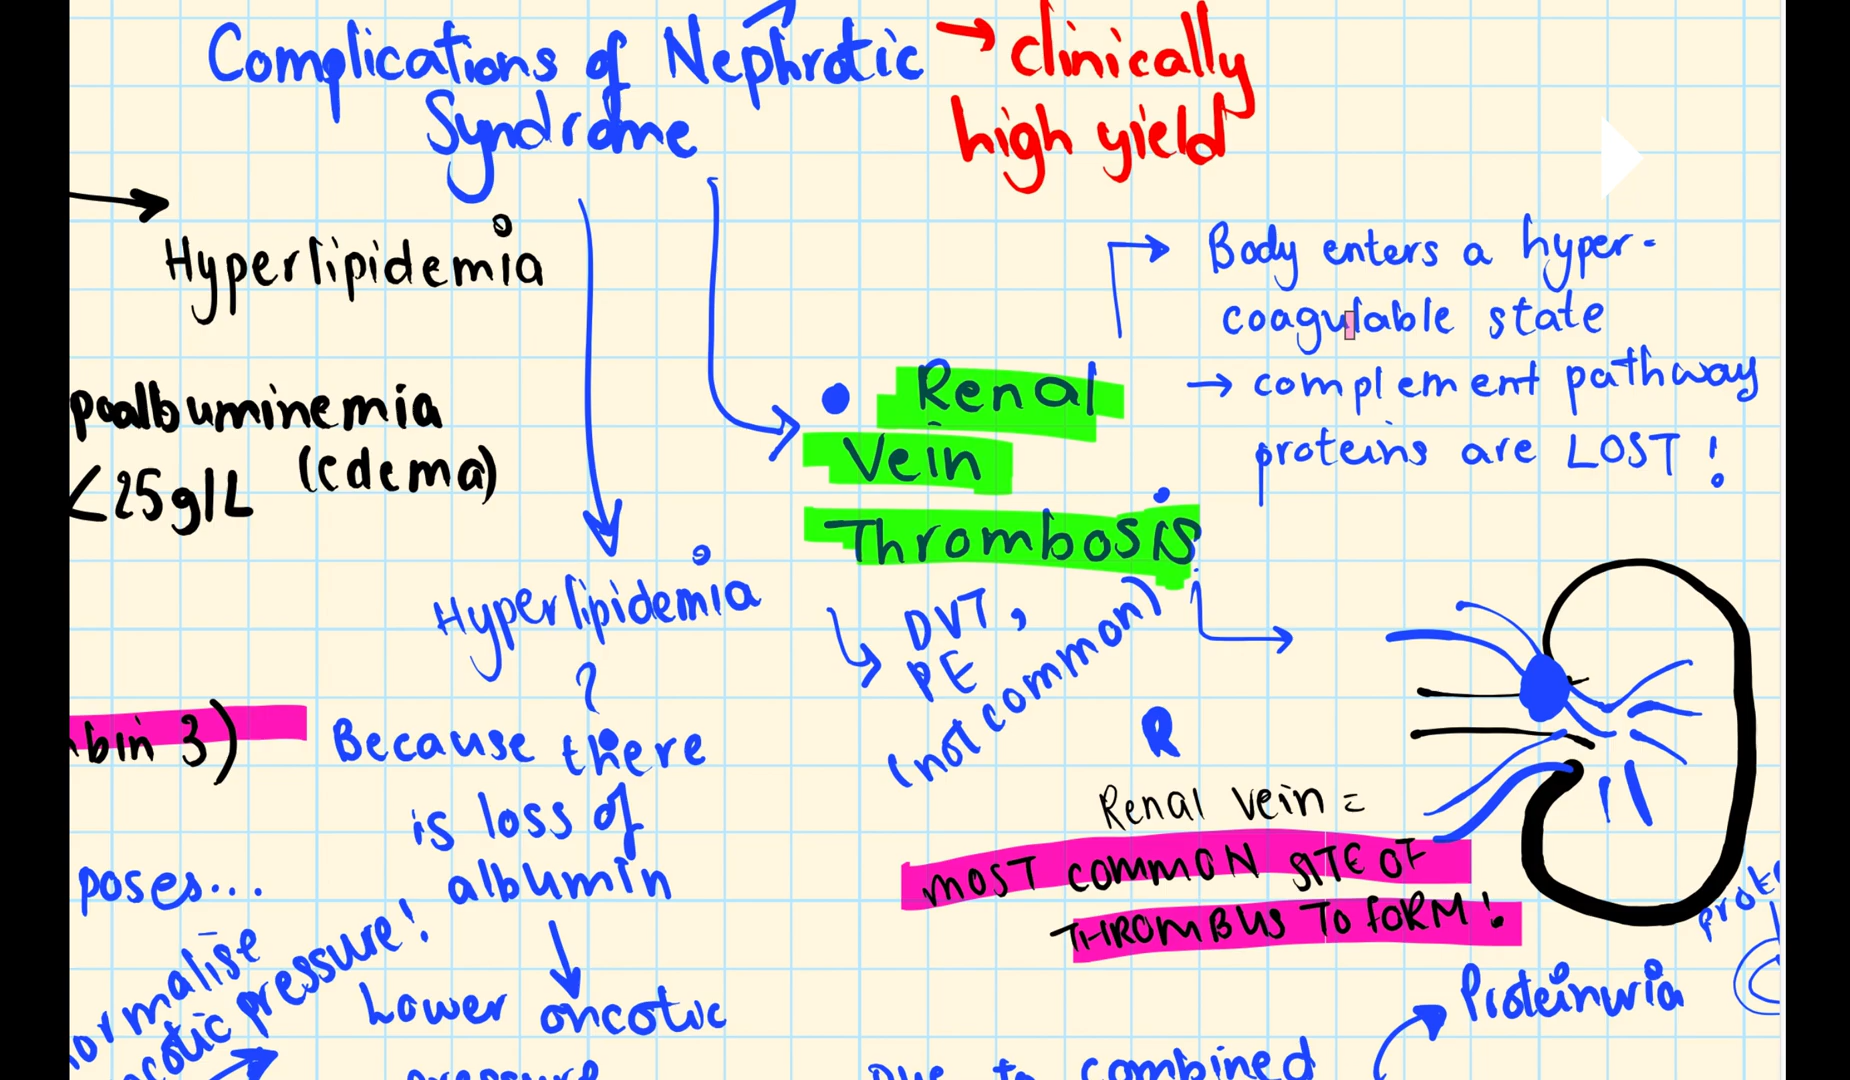 Complications of Nephrotic → clinically
Syndrome
high yield
Hyperlipidemia
Body enters a hyper-
coagulable state
→ complement pathway
proteins are LOST !
• Renal
Vein
Thrombosis
poalbuminemia
<25g/L (edema)
Hyperlipidemia
?
DVT,
PE
(not common)
bin 3)
Because there
is loss of
albumin
R
Renal vein =
MOST COMMON SITE OF
THROMBUS TO FORM !
poses...
ormalise
cotic pressure!
Lower oncotic
pressure
Proteinuria
Due to combined